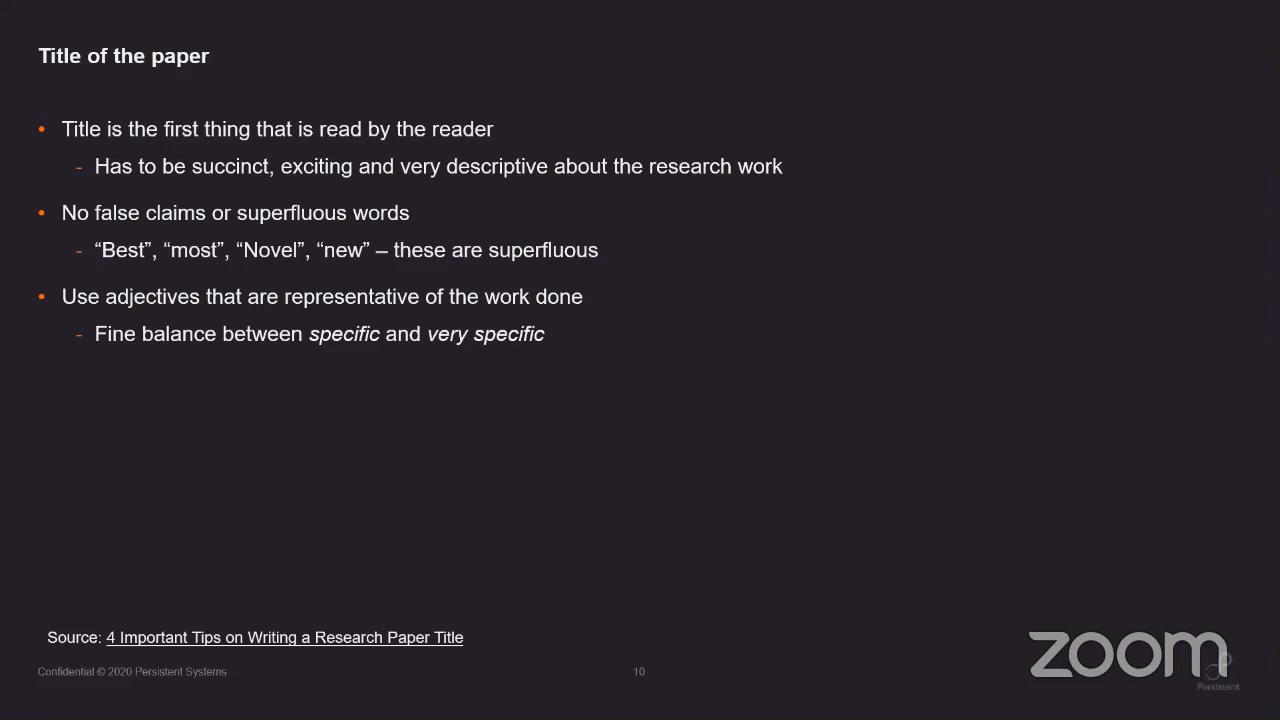 Title of the paper
• Title is the first thing that is read by the reader
- Has to be succinct, exciting and very descriptive about the research work
• No false claims or superfluous words
- “Best”, “most”, “Novel”, “new” – these are superfluous
• Use adjectives that are representative of the work done
- Fine balance between specific and very specific
Source: 4 Important Tips on Writing a Research Paper Title
Confidential © 2020 Persistent Systems
10
zoom
Persistent